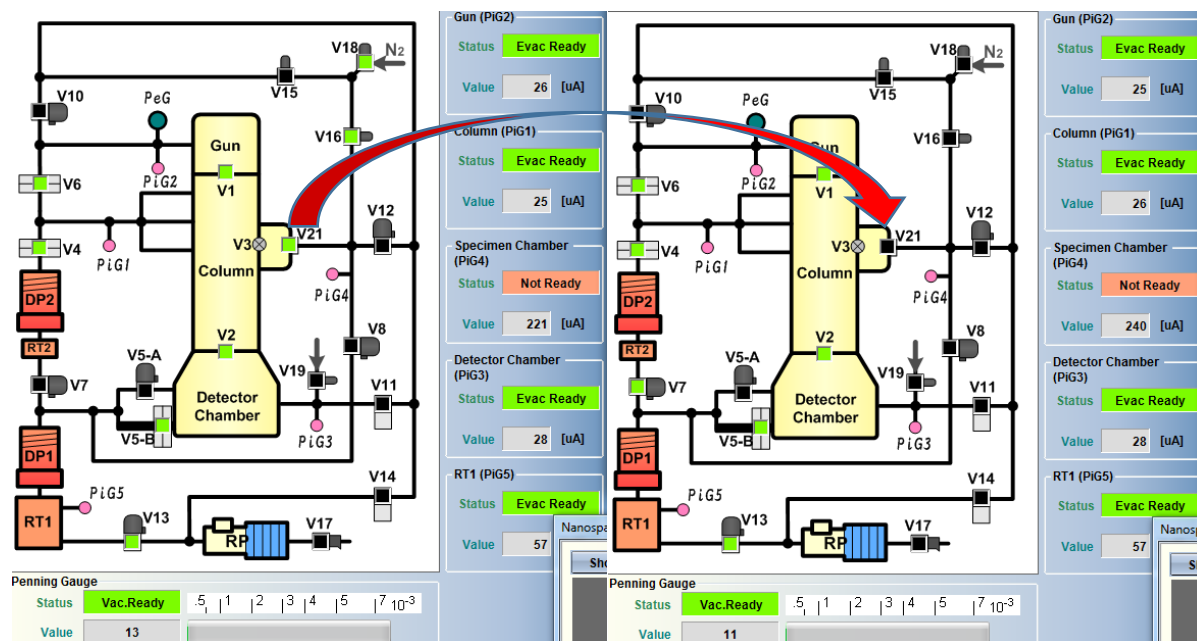 Gun (PiG2)
V18
N2
Status Evac Ready
V15
Value 26 [uA]
V10
PeG
V16
Column (PiG1)
Gun
Status Evac Ready
V6
PiG2
V1
Value 25 [uA]
V12
V21
V3
V4
PiG1
Column
Specimen Chamber
(PiG4)
Status Not Ready
PiG4
DP2
Value 221 [uA]
RT2
V2
V8
V5-A
V7
V19
V11
Detector Chamber
(PiG3)
Status Evac Ready
Detector
Chamber
V5-B
PiG3
Value 28 [uA]
DP1
V14
RT1 (PiG5)
PiG5
Status Evac Ready
RT1
V13
RP
V17
Value 57
Nanospa
Sho
Penning Gauge
Status Vac.Ready .5 1 2 3 4 5 7 10-3
Value 13
Gun (PiG2)
V18
N2
Status Evac Ready
V15
Value 25 [uA]
V10
PeG
V16
Column (PiG1)
Gun
Status Evac Ready
V6
PiG2
V1
Value 26 [uA]
V12
V21
V3
V4
PiG1
Column
Specimen Chamber
(PiG4)
Status Not Ready
PiG4
DP2
Value 240 [uA]
RT2
V2
V8
V5-A
V7
V19
V11
Detector Chamber
(PiG3)
Status Evac Ready
Detector
Chamber
V5-B
PiG3
Value 28 [uA]
DP1
V14
RT1 (PiG5)
PiG5
Status Evac Ready
RT1
V13
RP
V17
Value 57
Nanosp
S
Penning Gauge
Status Vac.Ready .5 1 2 3 4 5 7 10-3
Value 11